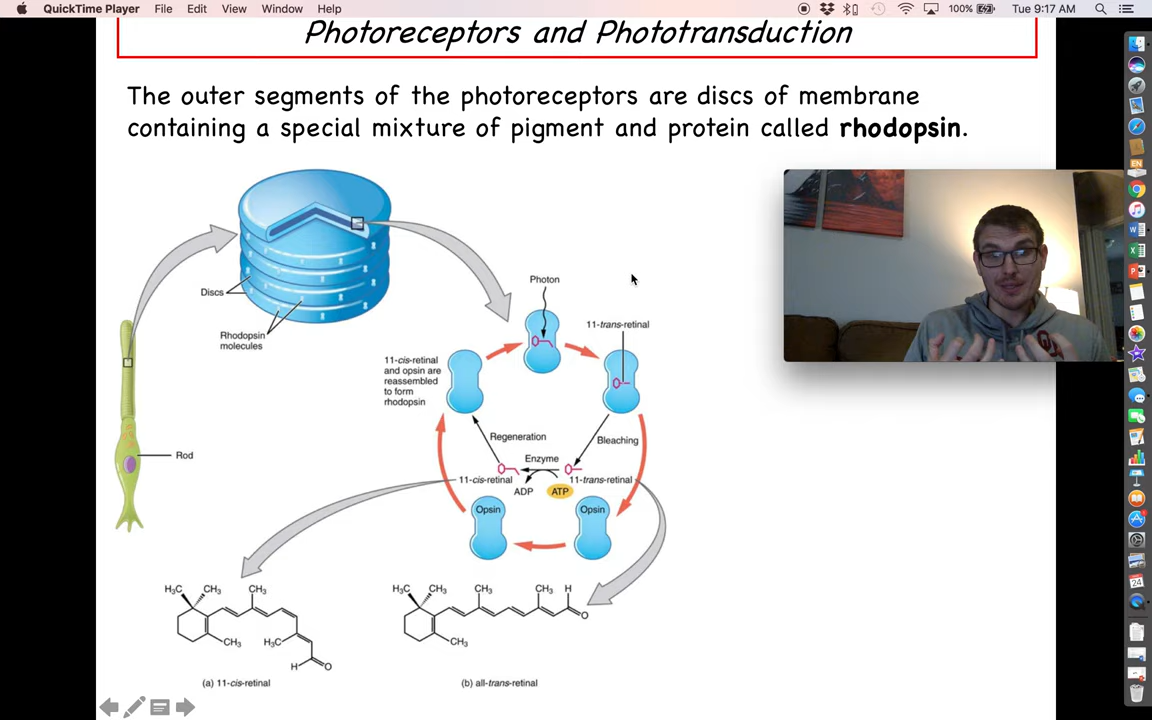 QuickTime Player File Edit View Window Help 100% Tue 9:17 AM
Photoreceptors and Phototransduction
The outer segments of the photoreceptors are discs of membrane
containing a special mixture of pigment and protein called rhodopsin.
Discs
Rhodopsin
molecules
Rod
Photon
11-trans-retinal
11-cis-retinal
and opsin are
reassembled
to form
rhodopsin
Regeneration
Bleaching
Enzyme
11-cis-retinal
11-trans-retinal
ADP
ATP
Opsin
Opsin
H₃C CH₃ CH₃
CH₃ H₃C
H O
(a) 11-cis-retinal
H₃C CH₃ CH₃ CH₃ H
O
CH₃
(b) all-trans-retinal
EN
24
OU